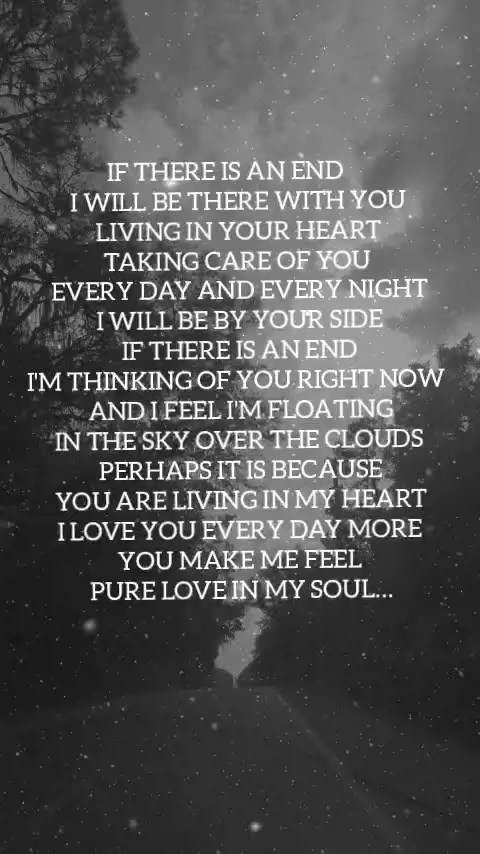 IF THERE IS AN END
I WILL BE THERE WITH YOU
LIVING IN YOUR HEART
TAKING CARE OF YOU
EVERY DAY AND EVERY NIGHT
I WILL BE BY YOUR SIDE
IF THERE IS AN END
I'M THINKING OF YOU RIGHT NOW
AND I FEEL I'M FLOATING
IN THE SKY OVER THE CLOUDS
PERHAPS IT IS BECAUSE
YOU ARE LIVING IN MY HEART
I LOVE YOU EVERY DAY MORE
YOU MAKE ME FEEL
PURE LOVE IN MY SOUL...